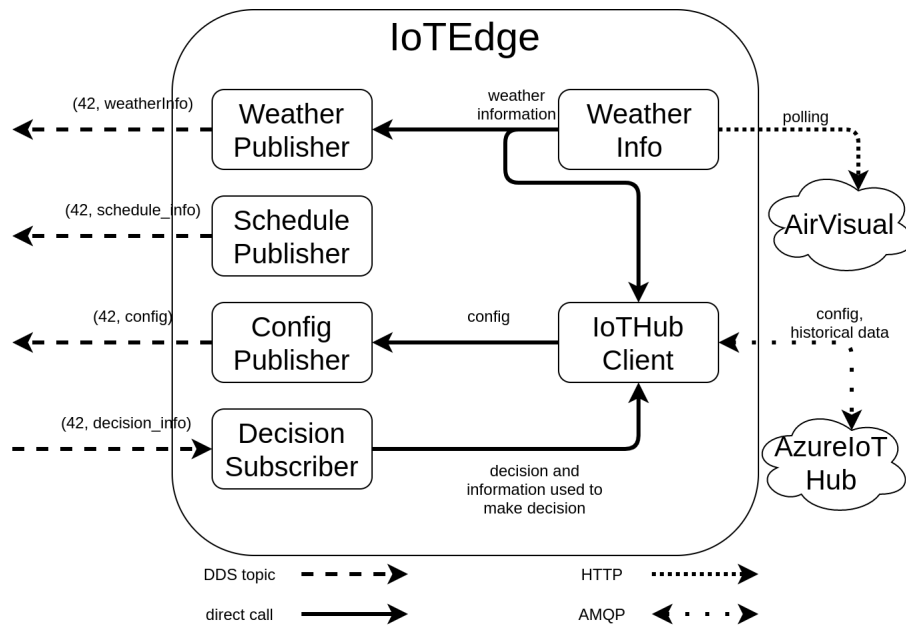 IoTEdge
(42, weatherInfo)
Weather
Publisher
weather
information
Weather
Info
polling
AirVisual
(42, schedule_info)
Schedule
Publisher
(42, config)
Config
Publisher
config
IoTHub
Client
config,
historical data
AzureIoT
Hub
(42, decision_info)
Decision
Subscriber
decision and
information used to
make decision
DDS topic
HTTP
direct call
AMQP